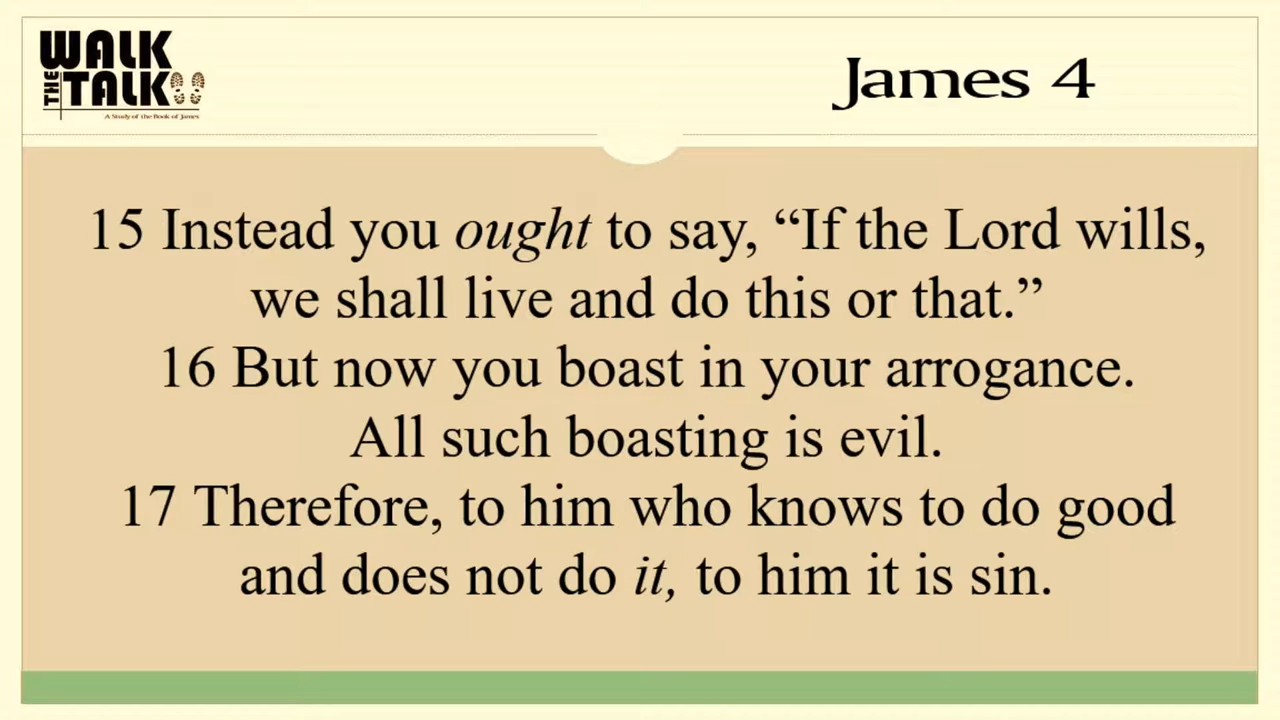 WALK
THE
TALK
A Study of the Book of James
James 4
15 Instead you ought to say, “If the Lord wills,
we shall live and do this or that.”
16 But now you boast in your arrogance.
All such boasting is evil.
17 Therefore, to him who knows to do good
and does not do it, to him it is sin.